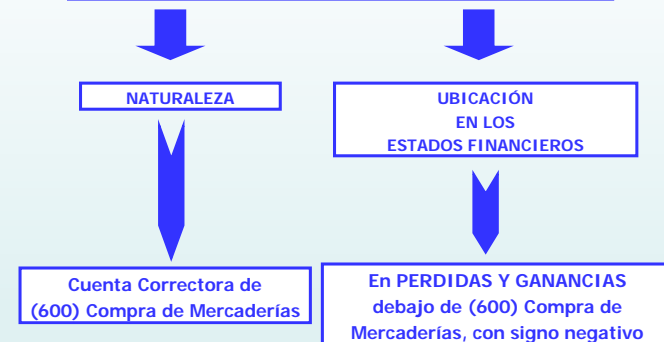 NATURALEZA
UBICACIÓN
EN LOS
ESTADOS FINANCIEROS
Cuenta Correctora de
(600) Compra de Mercaderías
En PERDIDAS Y GANANCIAS
debajo de (600) Compra de
Mercaderías, con signo negativo